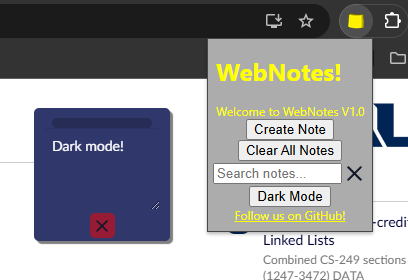 Dark mode!
WebNotes!
Welcome to WebNotes V1.0
Create Note
Clear All Notes
Search notes...
Dark Mode
Follow us on GitHub!
-credit
Linked Lists
Combined CS-249 sections
(1247-3472) DATA